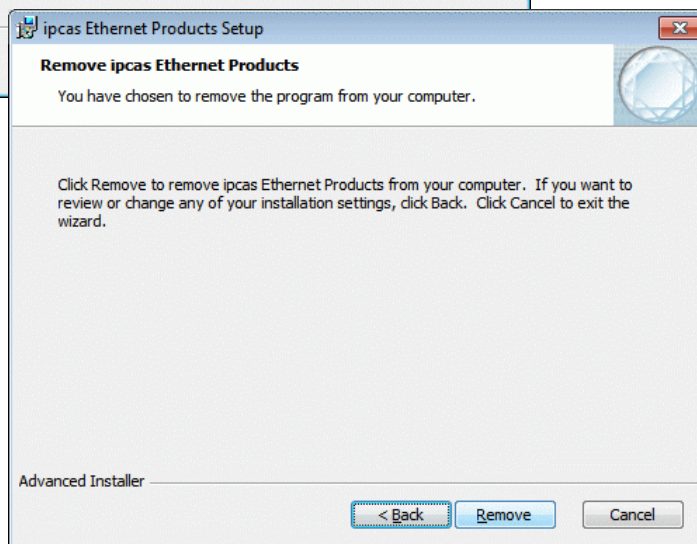 ipcas Ethernet Products Setup
Remove ipcas Ethernet Products
You have chosen to remove the program from your computer.
Click Remove to remove ipcas Ethernet Products from your computer. If you want to
review or change any of your installation settings, click Back. Click Cancel to exit the
wizard.
Advanced Installer
< Back
Remove
Cancel